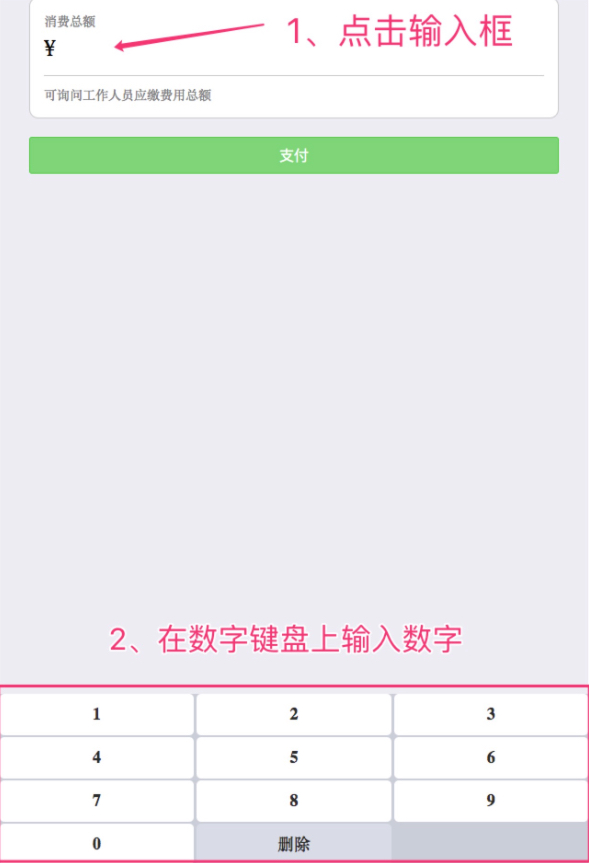 消费总额
¥
1、点击输入框
可询问工作人员应缴费用总额
支付
2、在数字键盘上输入数字
1 2 3
4 5 6
7 8 9
0 删除